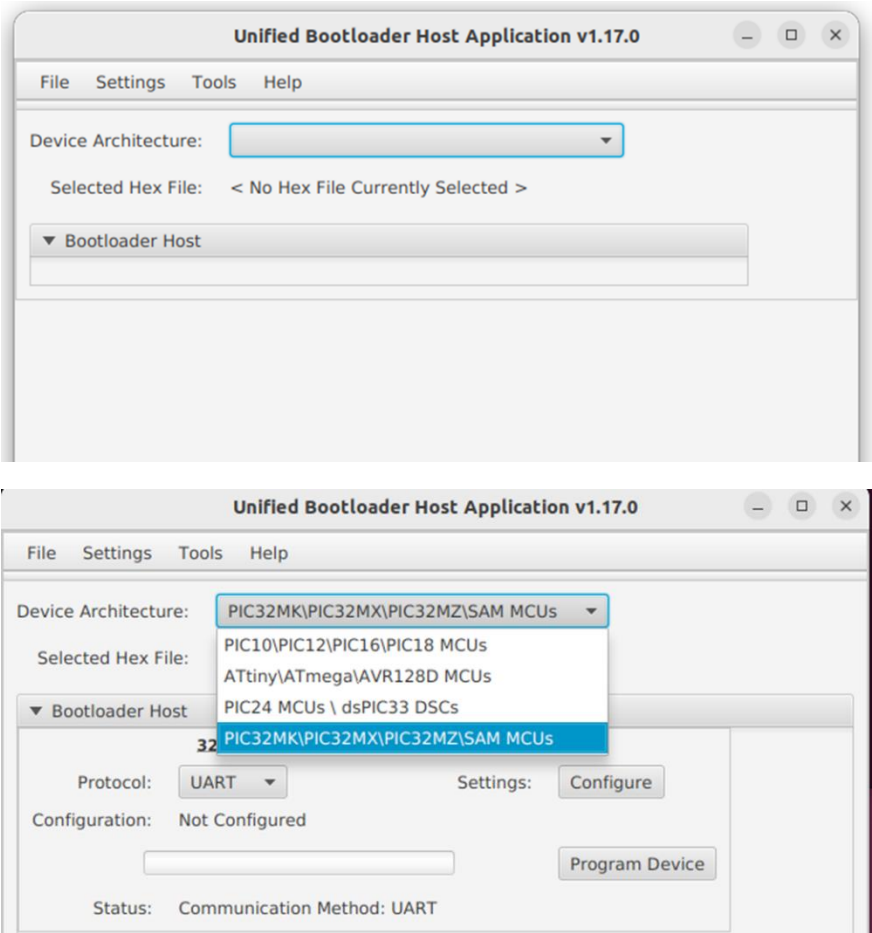 Unified Bootloader Host Application v1.17.0
File Settings Tools Help
Device Architecture:
Selected Hex File: < No Hex File Currently Selected >
Bootloader Host
Unified Bootloader Host Application v1.17.0
File Settings Tools Help
Device Architecture: PIC32MK\PIC32MX\PIC32MZ\SAM MCUs
PIC10\PIC12\PIC16\PIC18 MCUs
Selected Hex File:
ATtiny\ATmega\AVR128D MCUs
PIC24 MCUs \ dsPIC33 DSCs
Bootloader Host
PIC32MK\PIC32MX\PIC32MZ\SAM MCUs
32
Protocol: UART Settings: Configure
Configuration: Not Configured
Program Device
Status: Communication Method: UART